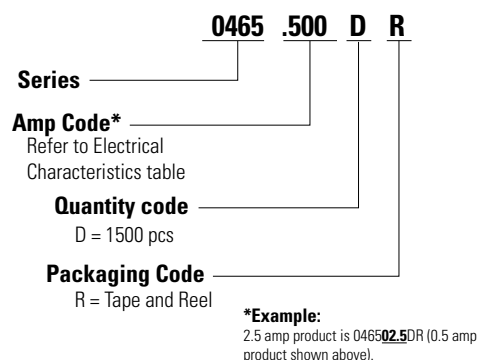 0465 .500 D R
Series
Amp Code*
Refer to Electrical
Characteristics table
Quantity code
D = 1500 pcs
Packaging Code
R = Tape and Reel
*Example:
2.5 amp product is 046502.5DR (0.5 amp
product shown above).